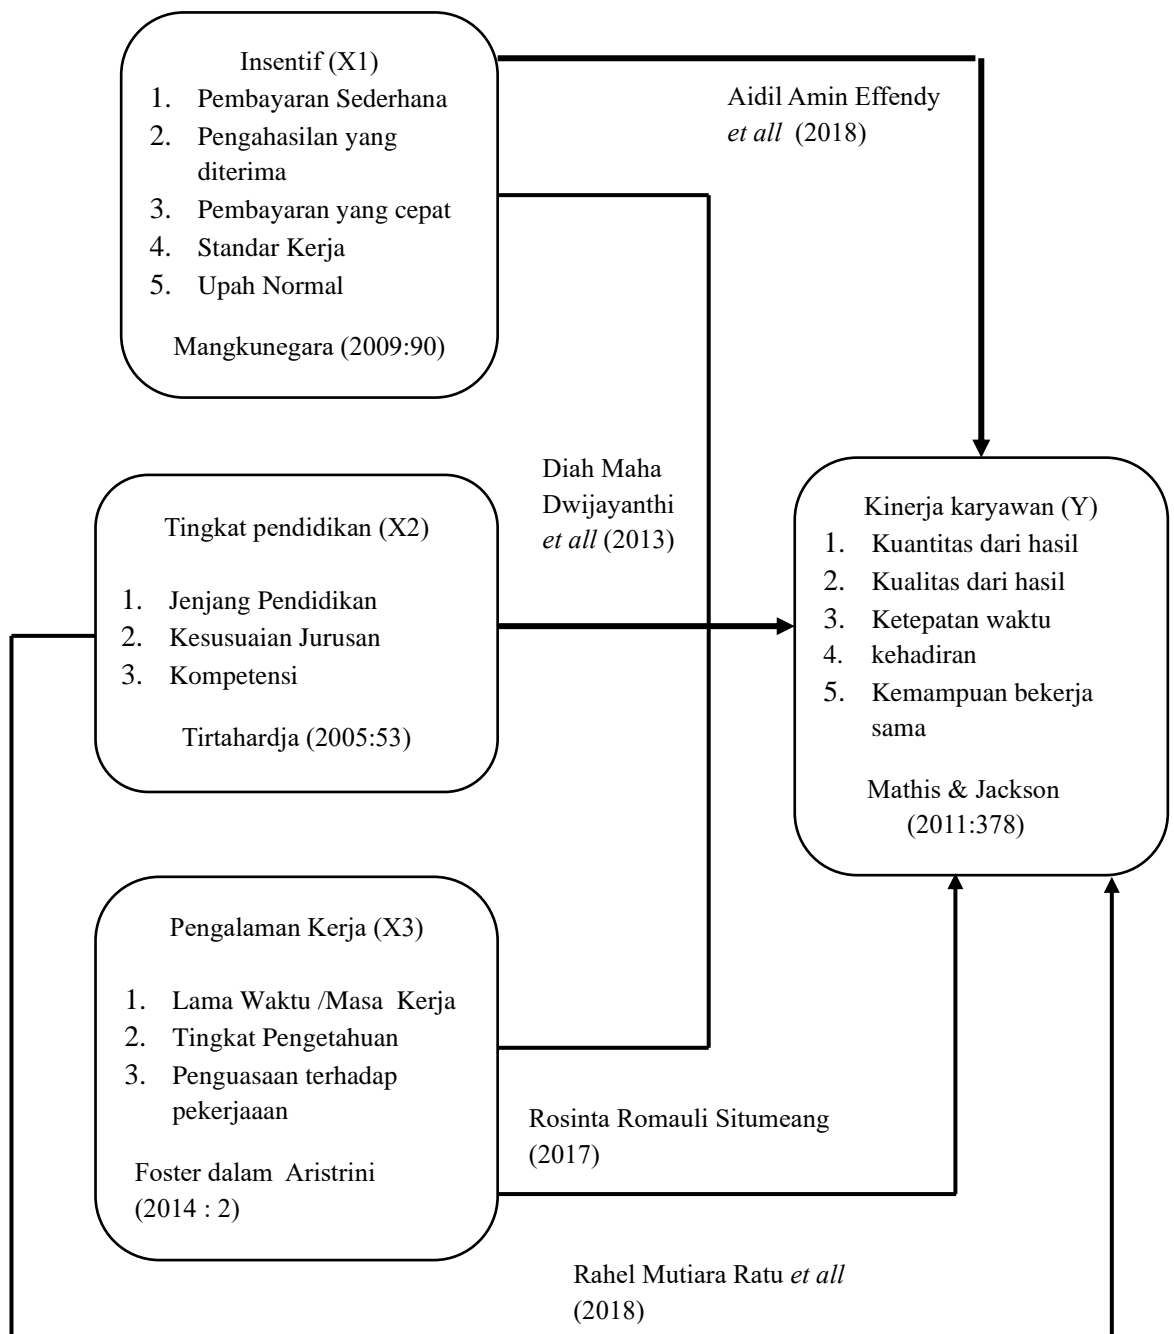 Insentif (X1)
1. Pembayaran Sederhana
2. Pengahasilan yang
diterima
3. Pembayaran yang cepat
4. Standar Kerja
5. Upah Normal
Mangkunegara (2009:90)
Aidil Amin Effendy
et all (2018)
Tingkat pendidikan (X2)
1. Jenjang Pendidikan
2. Kesusuaian Jurusan
3. Kompetensi
Tirtahardja (2005:53)
Diah Maha
Dwijayanthi
et all (2013)
Kinerja karyawan (Y)
1. Kuantitas dari hasil
2. Kualitas dari hasil
3. Ketepatan waktu
4. kehadiran
5. Kemampuan bekerja
sama
Mathis & Jackson
(2011:378)
Pengalaman Kerja (X3)
1. Lama Waktu /Masa Kerja
2. Tingkat Pengetahuan
3. Penguasaan terhadap
pekerjaaan
Foster dalam Aristrini
(2014 : 2)
Rosinta Romauli Situmeang
(2017)
Rahel Mutiara Ratu et all
(2018)